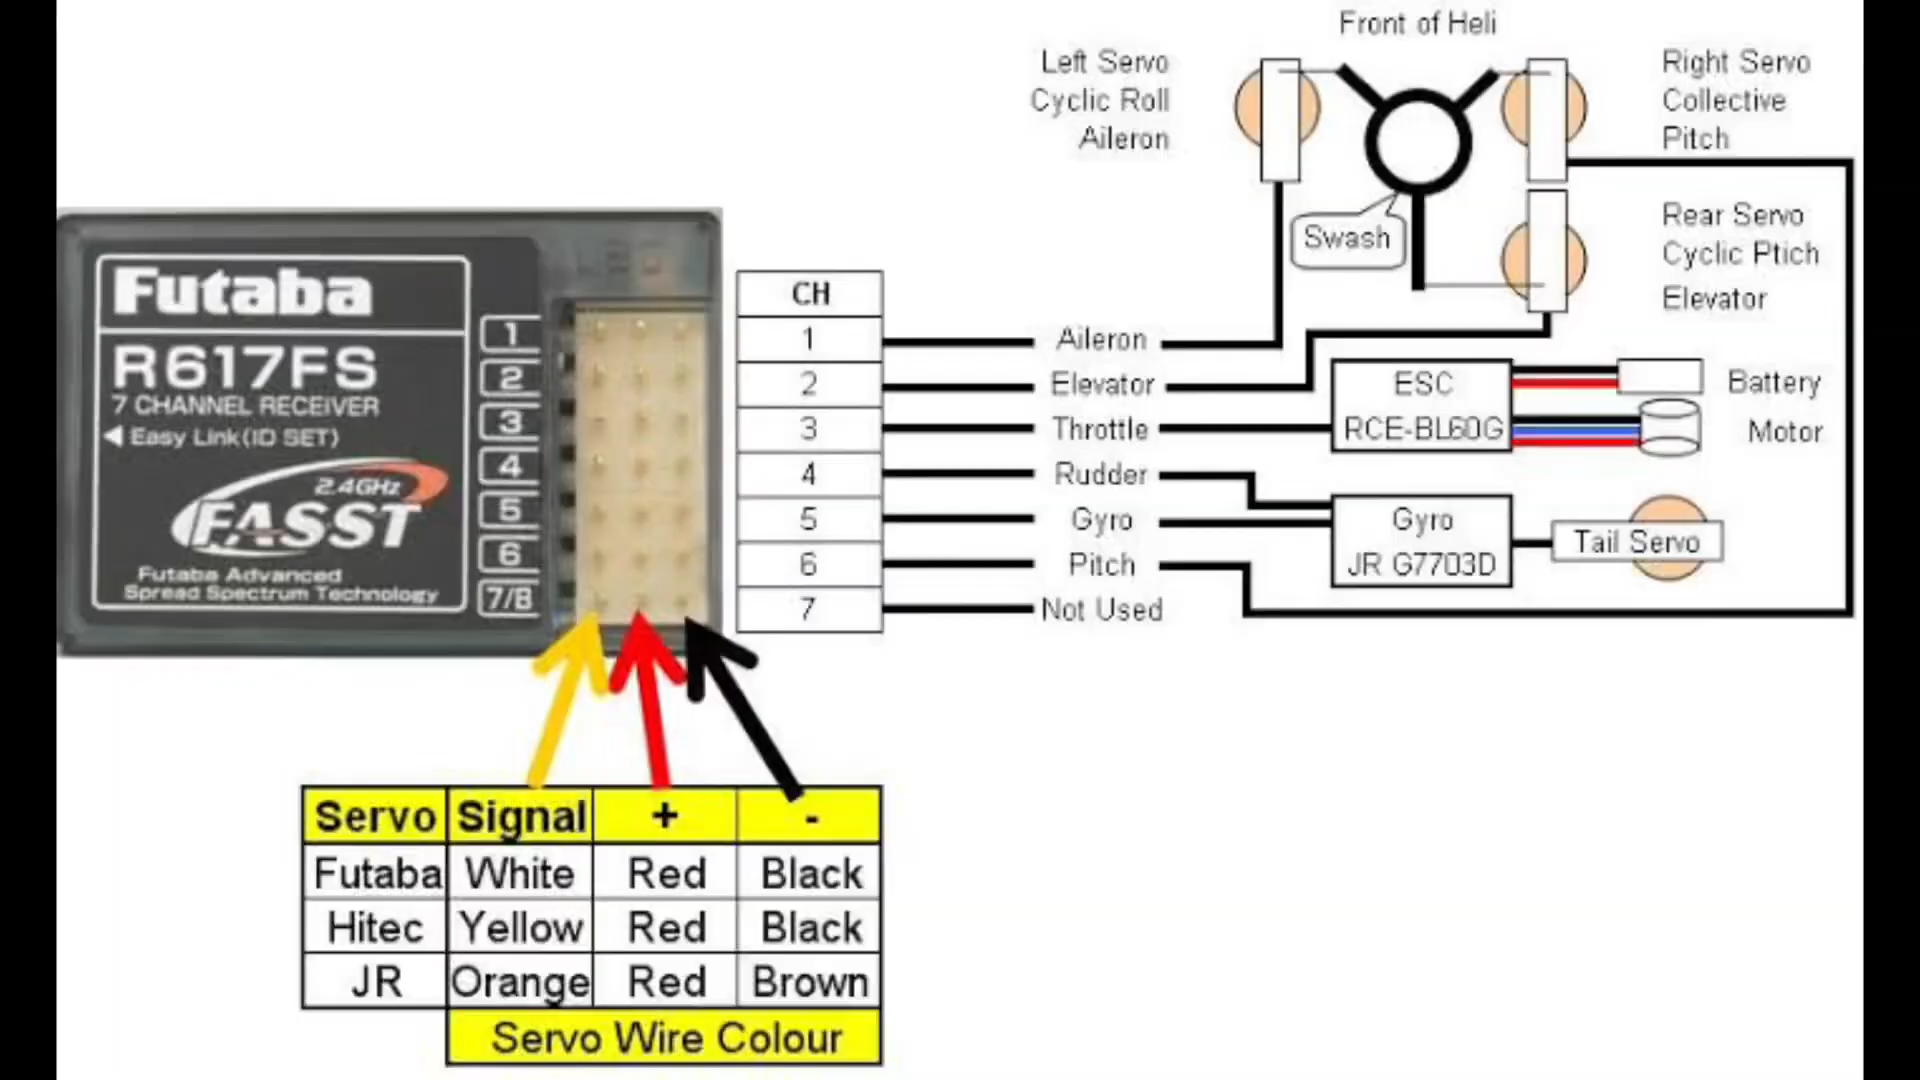 Front of Heli
Left Servo
Cyclic Roll
Aileron
Right Servo
Collective
Pitch
Swash
Rear Servo
Cyclic Ptich
Elevator
Futaba
R617FS
7 CHANNEL RECEIVER
Easy Link(ID SET)
2.4GHz
FASST
Futaba Advanced
Spread Spectrum Technology
1
2
3
4
5
6
7/B
CH
1 Aileron
2 Elevator
3 Throttle
4 Rudder
5 Gyro
6 Pitch
7 Not Used
ESC
RCE-BL60G
Battery
Motor
Gyro
JR G7703D
Tail Servo
Servo Signal + -
Futaba White Red Black
Hitec Yellow Red Black
JR Orange Red Brown
Servo Wire Colour